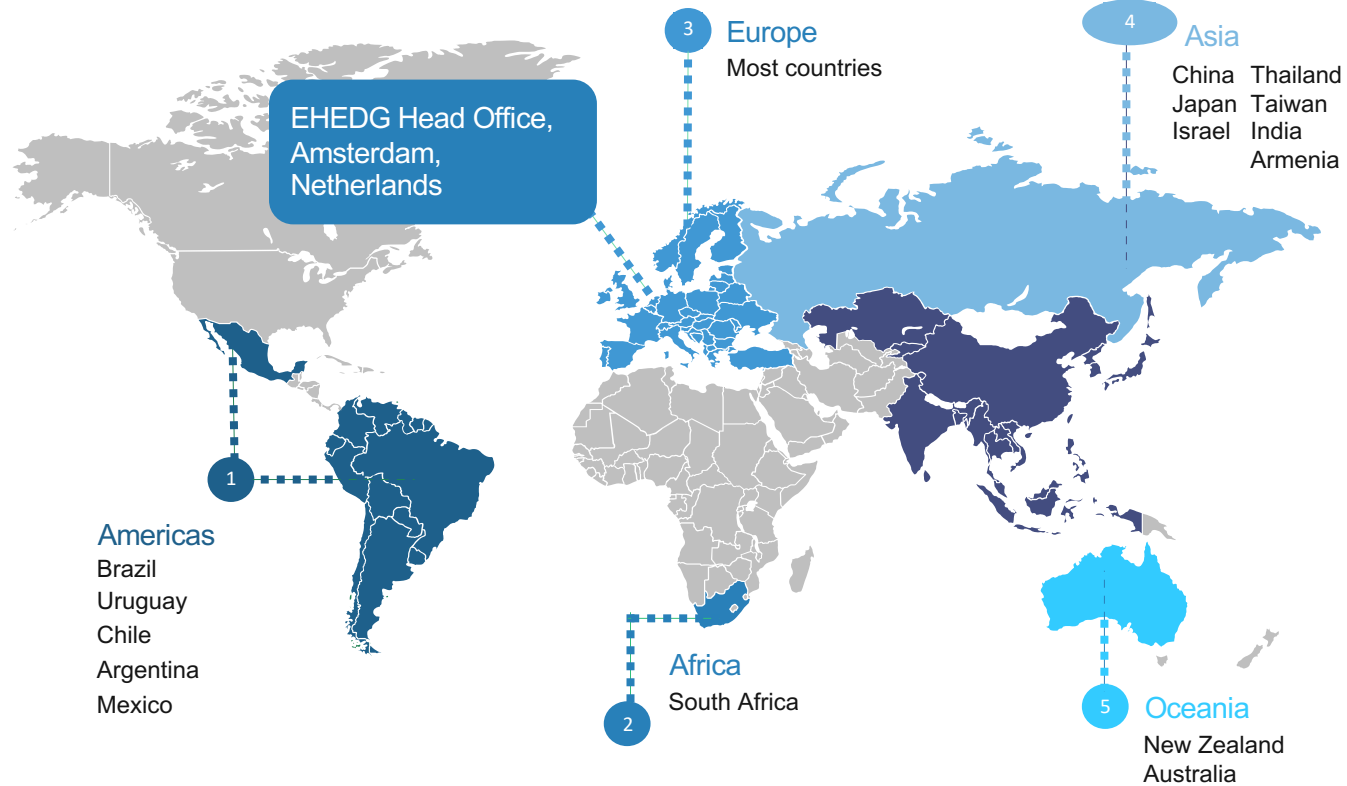 3
Europe
Most countries
4
Asia
China Thailand
Japan Taiwan
Israel India
Armenia
EHEDG Head Office,
Amsterdam,
Netherlands
1
Americas
Brazil
Uruguay
Chile
Argentina
Mexico
2
Africa
South Africa
5
Oceania
New Zealand
Australia